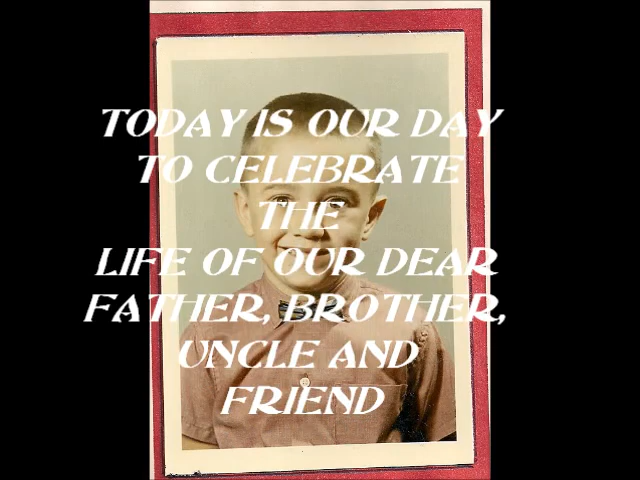 TODAY IS OUR DAY
TO CELEBRATE
THE
LIFE OF OUR DEAR
FATHER, BROTHER,
UNCLE AND
FRIEND